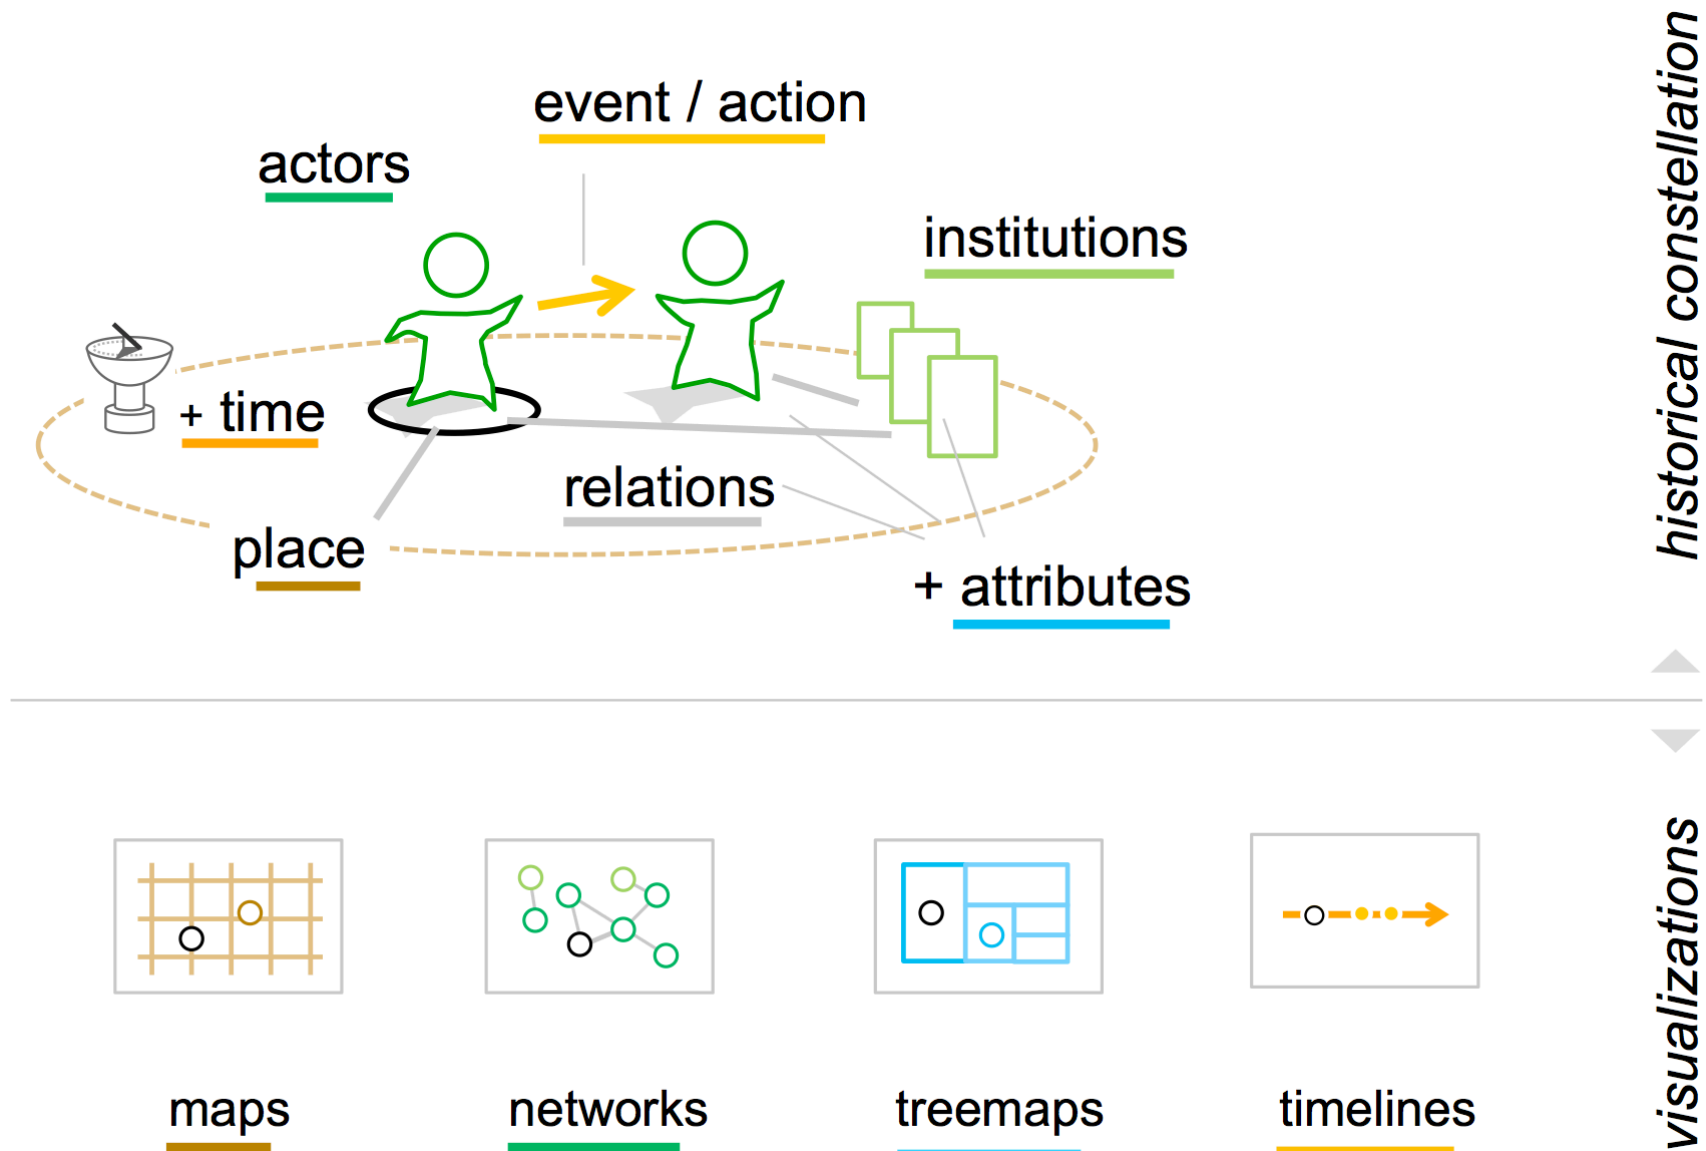 event / action
actors
institutions
+ time
relations
place
+ attributes
historical constellation
maps
networks
treemaps
timelines
visualizations